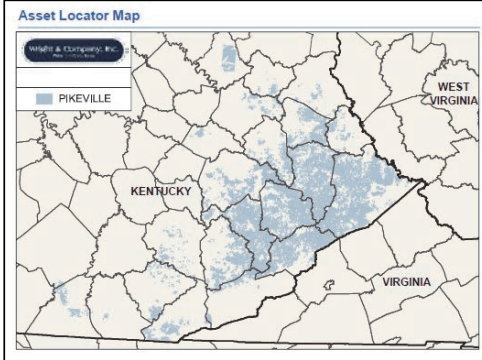 Asset Locator Map
Wright & Company, Inc.
PIKEVILLE
WEST
VIRGINIA
KENTUCKY
VIRGINIA